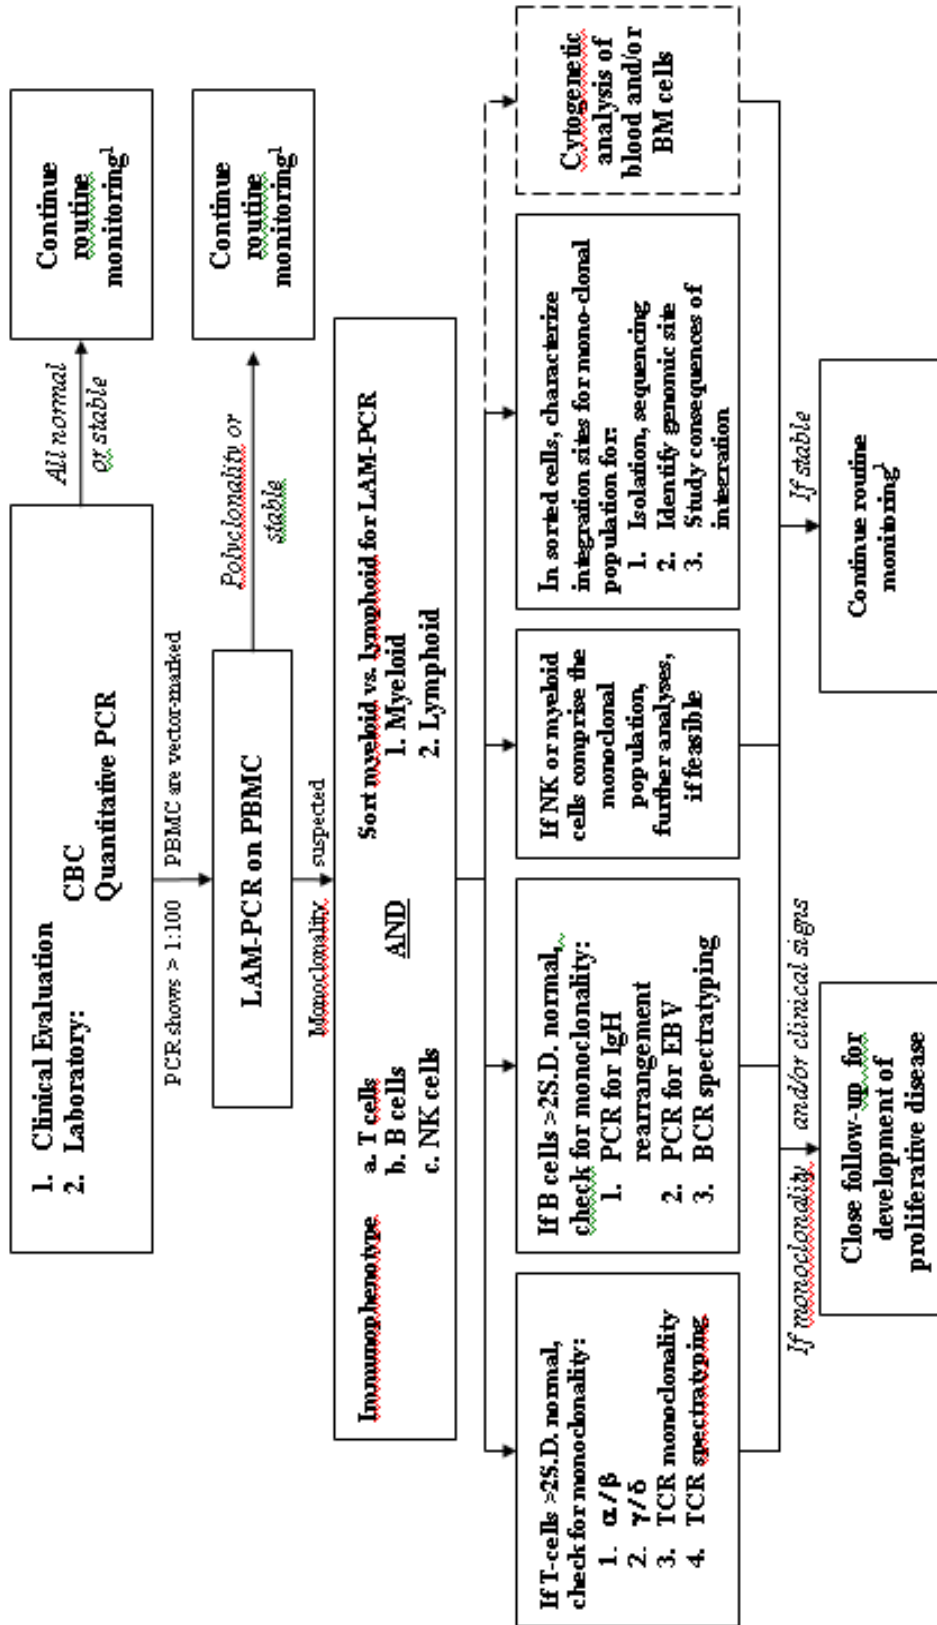 1. Clinical Evaluation
2. Laboratory: CBC
Quantitative PCR
All normal
or stable
Continue
routine
monitoring¹
PCR shows > 1:100 PBMC are vector-marked
LAM-PCR on PBMC
Polyclonality or
stable
Continue
routine
monitoring¹
Monoclonality suspected
Immunophenotype
a. T cells
b. B cells
c. NK cells
AND
Sort myeloid vs. lymphoid for LAM-PCR
1. Myeloid
2. Lymphoid
If T-cells >2S.D. normal,
check for monoclonality:
1. α/β
2. γ/δ
3. TCR monoclonality
4. TCR spectratyping
If B cells >2S.D. normal,
check for monoclonality:
1. PCR for IgH
rearrangement
2. PCR for EBV
3. BCR spectratyping
If NK or myeloid
cells comprise the
monoclonal
population,
further analyses,
if feasible
In sorted cells, characterize
integration sites for mono-clonal
population for:
1. Isolation, sequencing
2. Identify genomic site
3. Study consequences of
integration
Cytogenetic
analysis of
blood and/or
BM cells
If monoclonality and/or clinical signs
If stable
Close follow-up for
development of
proliferative disease
Continue routine
monitoring¹